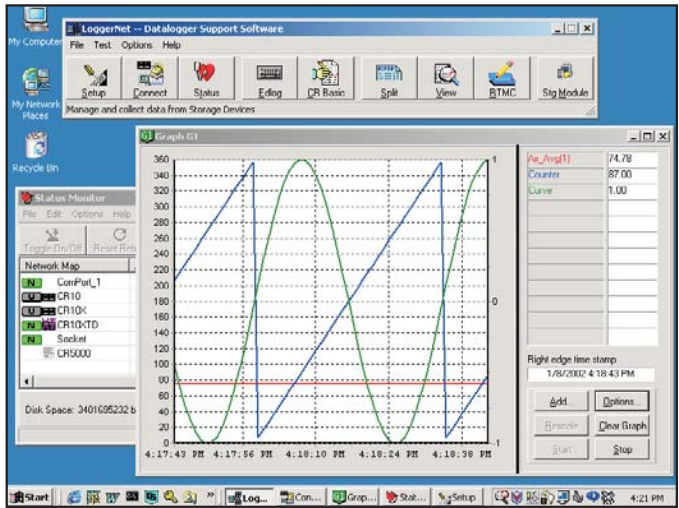 My Computer
My Network Places
Recycle Bin
LoggerNet -- Datalogger Support Software
File Test Options Help
Setup Connect Status Edlog CR Basic Split View RTMC Stg Module
Manage and collect data from Storage Devices
Status Monitor
File Edit Options Help
Toggle On/Off Reset
Network Map
N ComPort_1
U CR10
U CR10X
N CR10XTD
N Socket
CR5000
Disk Space: 3401695232 b
Graph G1
360
340
320
300
280
260
240
220
200
180
160
140
120
100
80
60
40
20
0
1
0
-1
4:17:43 PM 4:17:56 PM 4:18:10 PM 4:18:24 PM 4:18:38 PM
Aa_Avg(1) 74.78
Counter 87.00
Curve 1.00
Right edge time stamp
1/8/2002 4:18:43 PM
Add... Options...
Rescale Clear Graph
Start Stop
Start » Log... Con... Grap... Stat... Setup 4:21 PM